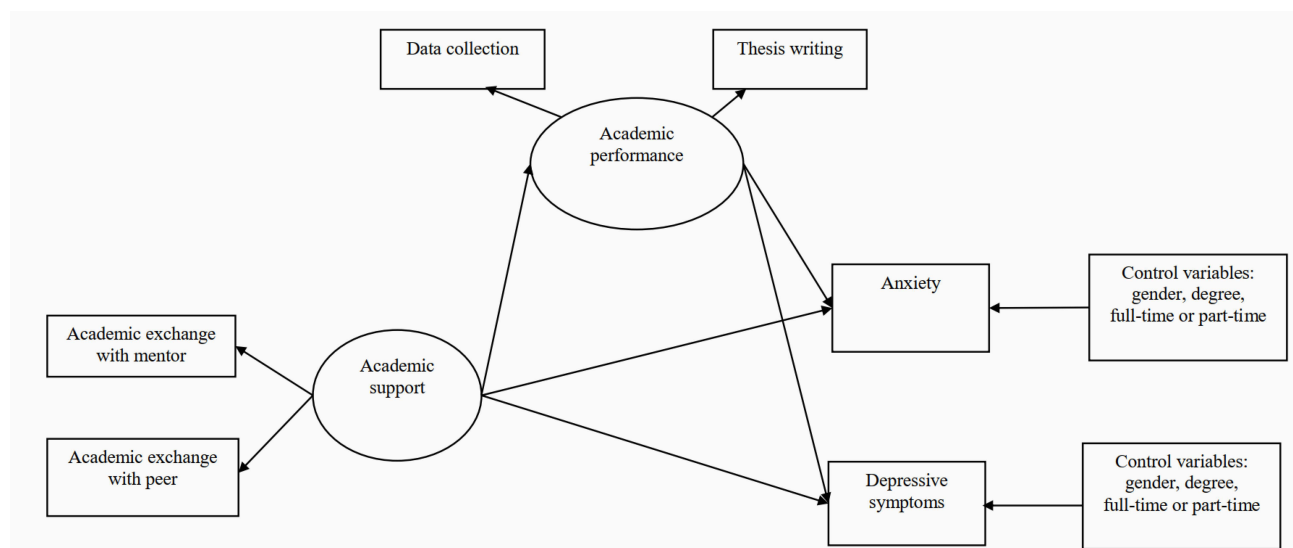 Data collection
Thesis writing
Academic
performance
Anxiety
Control variables:
gender, degree,
full-time or part-time
Academic exchange
with mentor
Academic
support
Academic exchange
with peer
Depressive
symptoms
Control variables:
gender, degree,
full-time or part-time